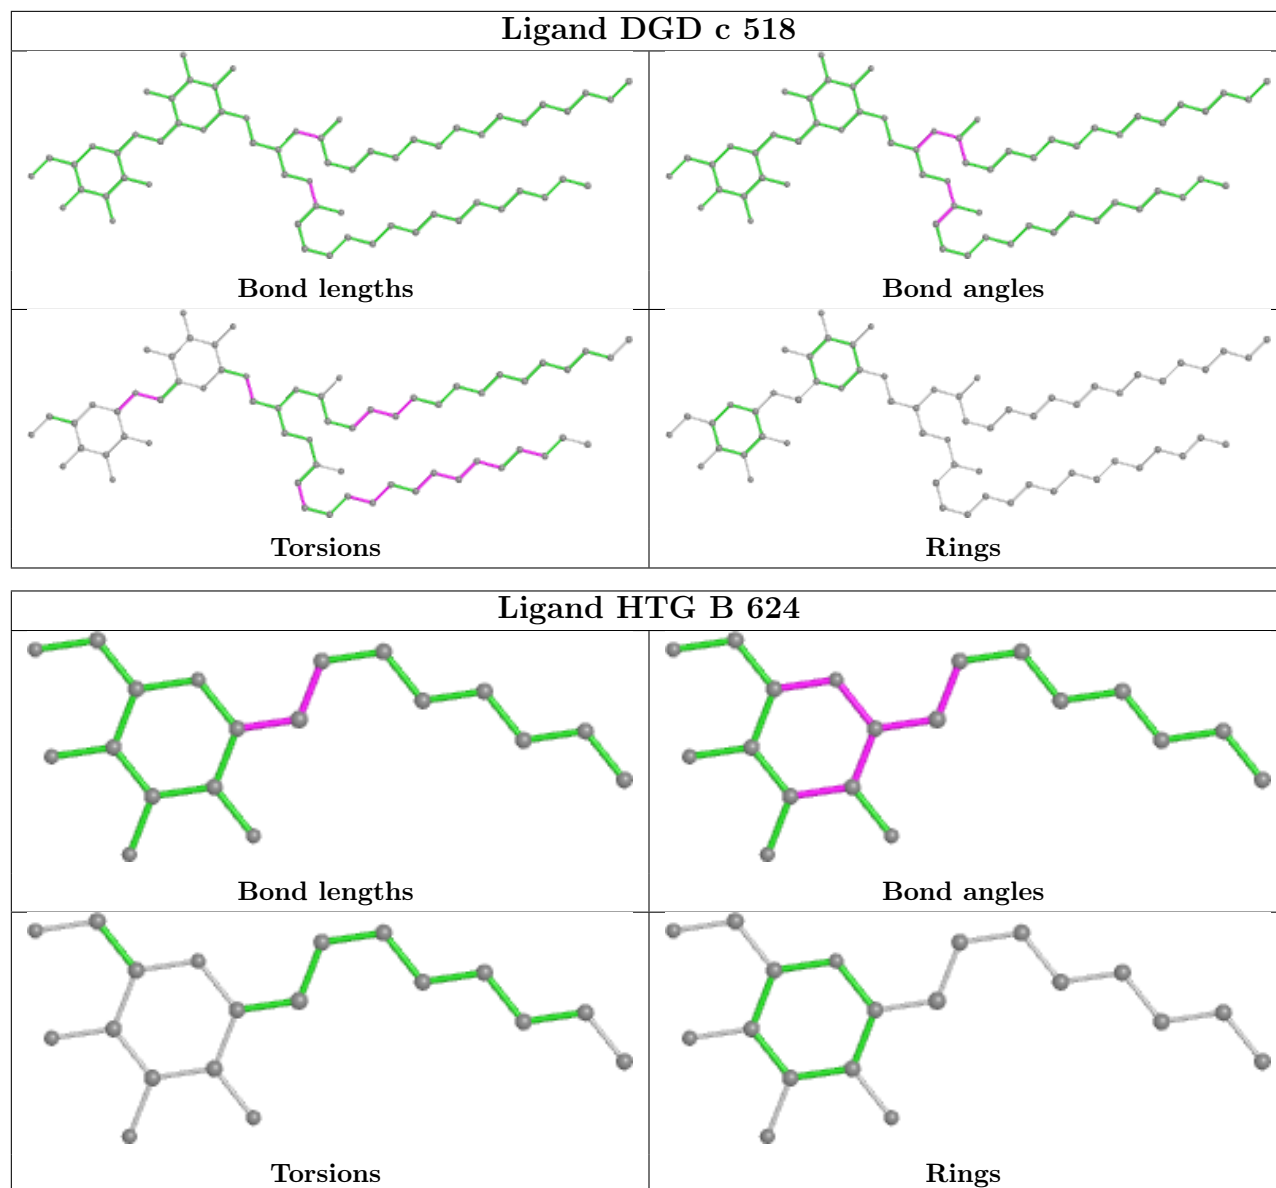 Ligand DGD c 518
Bond lengths
Bond angles
Torsions
Rings
Ligand HTG B 624
Bond lengths
Bond angles
Torsions
Rings